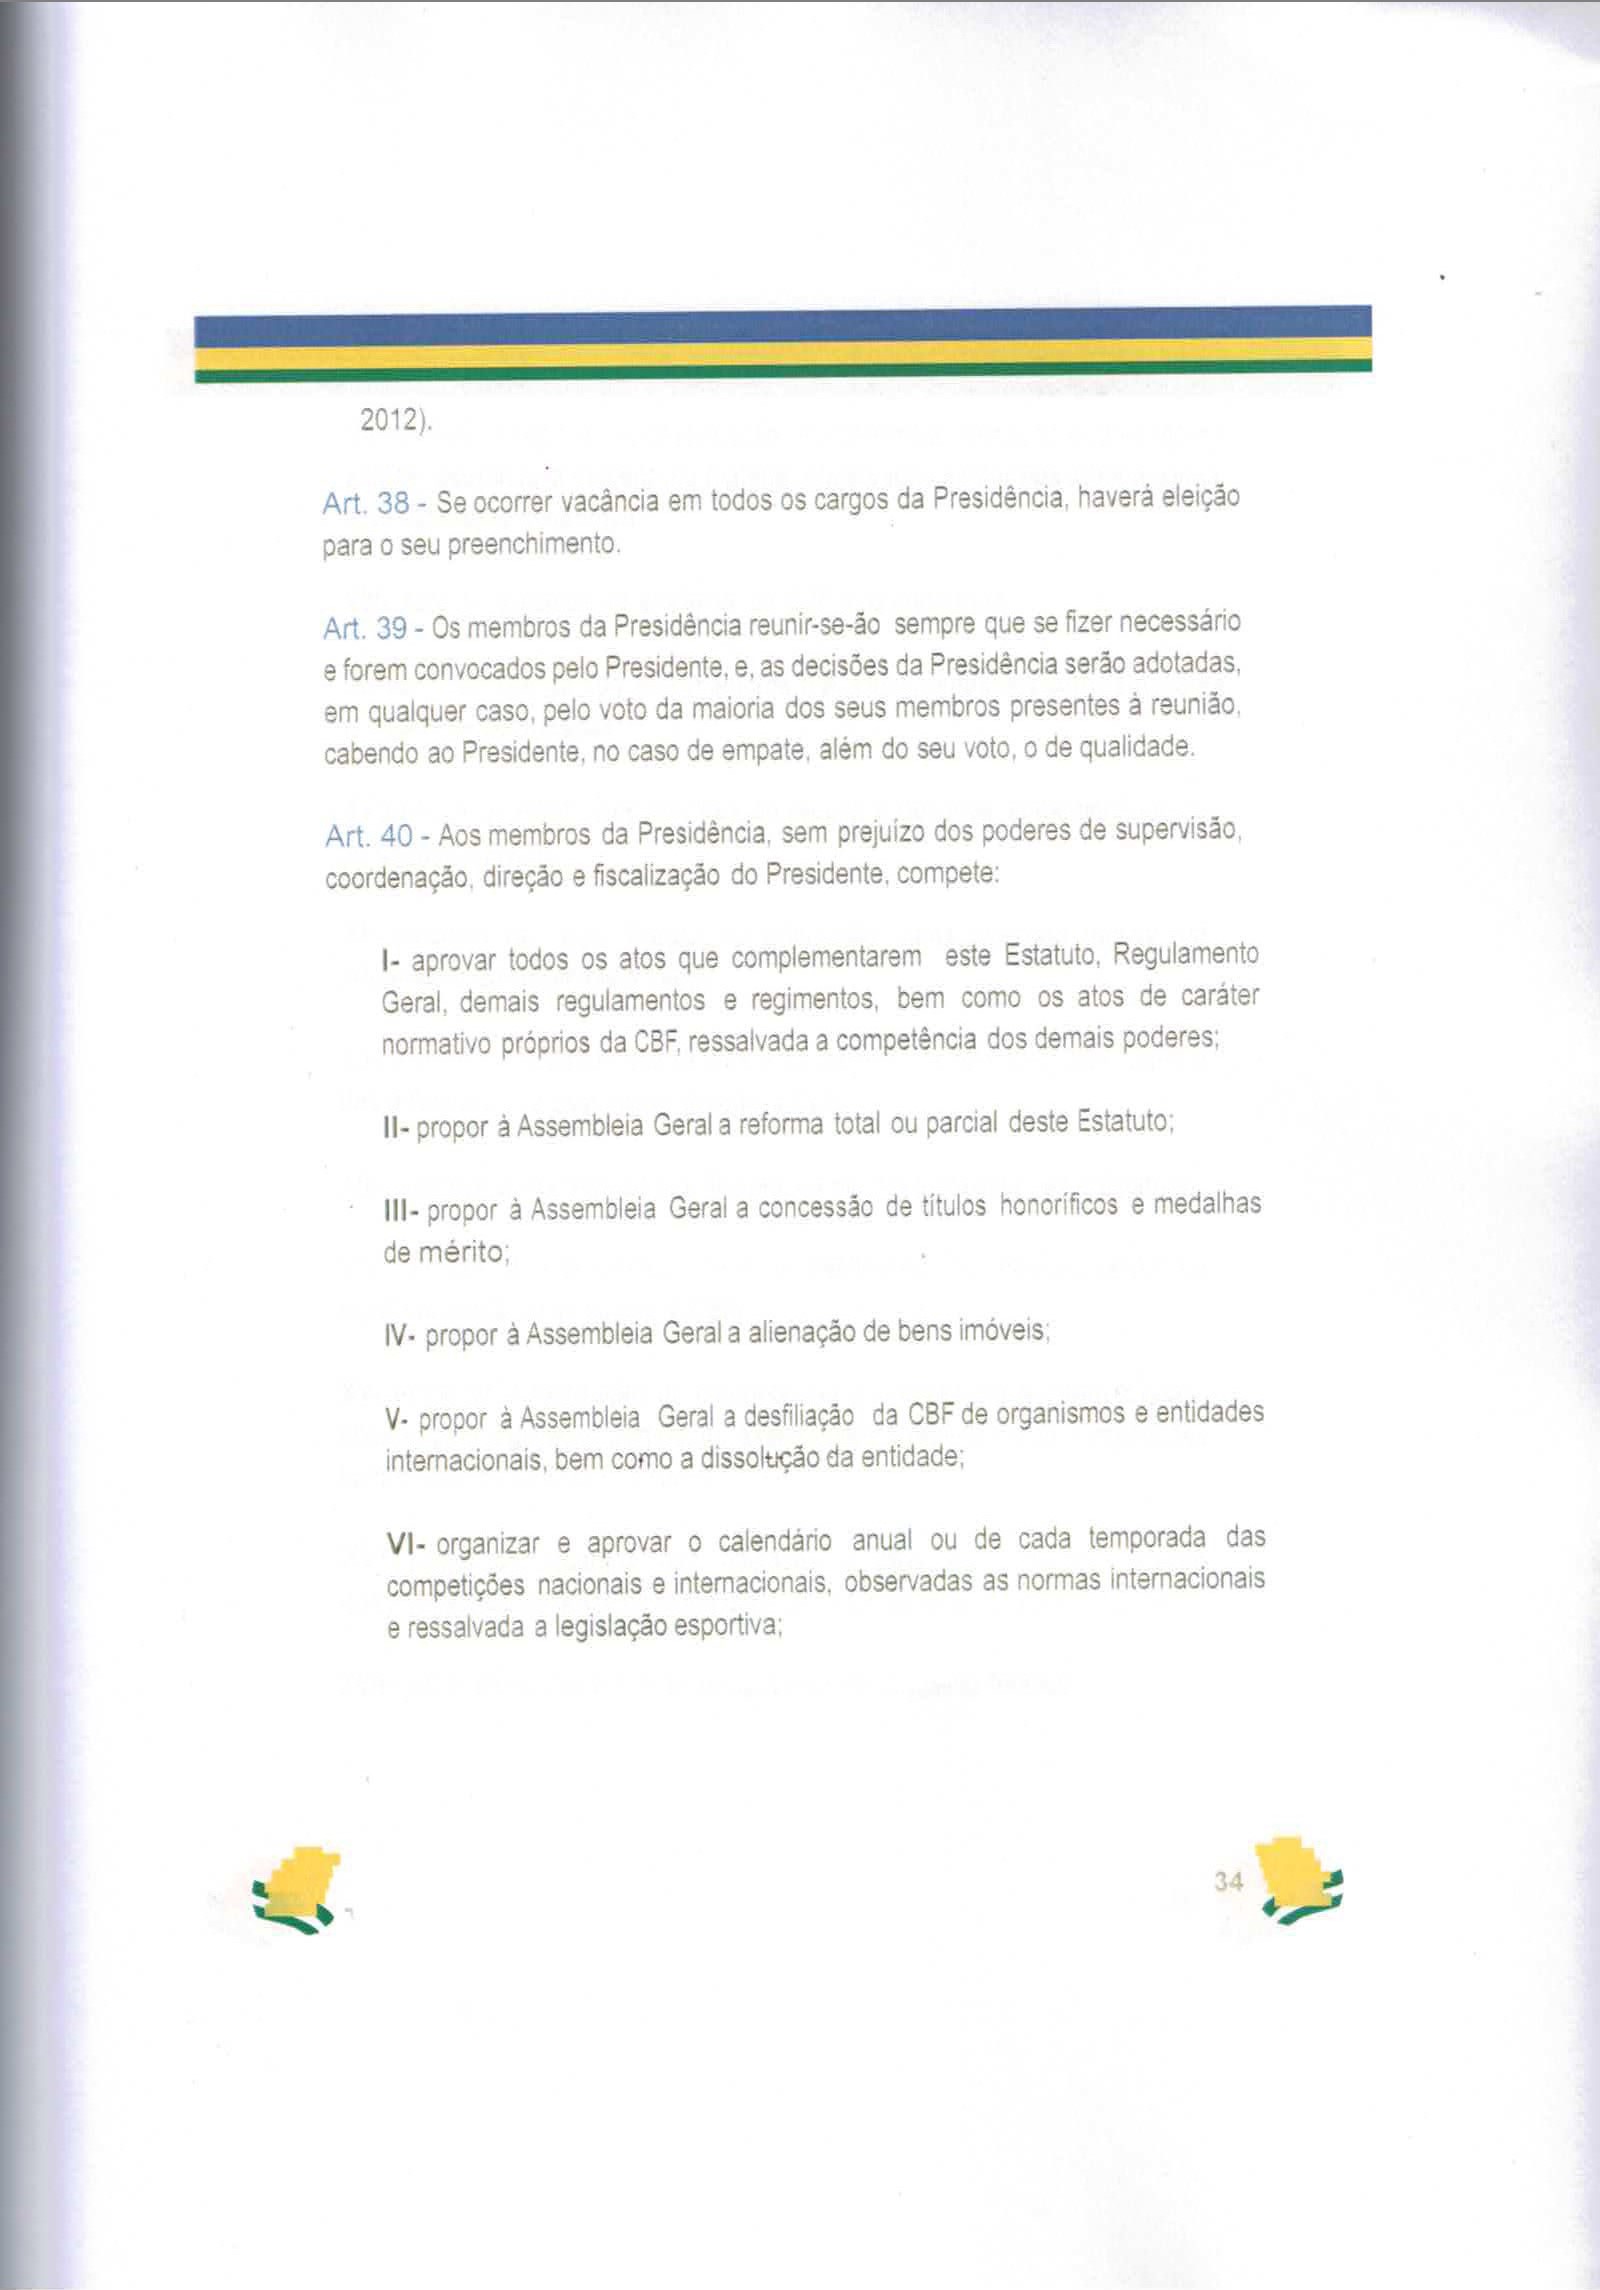 2012).
Art. 38 - Se ocorrer vacância em todos os cargos da Presidência, haverá eleição
para o seu preenchimento.
Art. 39 - Os membros da Presidência reunir-se-ão sempre que se fizer necessário
e forem convocados pelo Presidente, e, as decisões da Presidência serão adotadas,
em qualquer caso, pelo voto da maioria dos seus membros presentes à reunião,
cabendo ao Presidente, no caso de empate, além do seu voto, o de qualidade.
Art. 40 - Aos membros da Presidência, sem prejuízo dos poderes de supervisão,
coordenação, direção e fiscalização do Presidente, compete:
I- aprovar todos os atos que complementarem este Estatuto, Regulamento
Geral, demais regulamentos e regimentos, bem como os atos de caráter
normativo próprios da CBF, ressalvada a competência dos demais poderes;
II- propor à Assembleia Geral a reforma total ou parcial deste Estatuto;
III- propor à Assembleia Geral a concessão de títulos honoríficos e medalhas
de mérito;
IV- propor à Assembleia Geral a alienação de bens imóveis;
V- propor à Assembleia Geral a desfiliação da CBF de organismos e entidades
internacionais, bem como a dissolução da entidade;
VI- organizar e aprovar o calendário anual ou de cada temporada das
competições nacionais e internacionais, observadas as normas internacionais
e ressalvada a legislação esportiva;
34